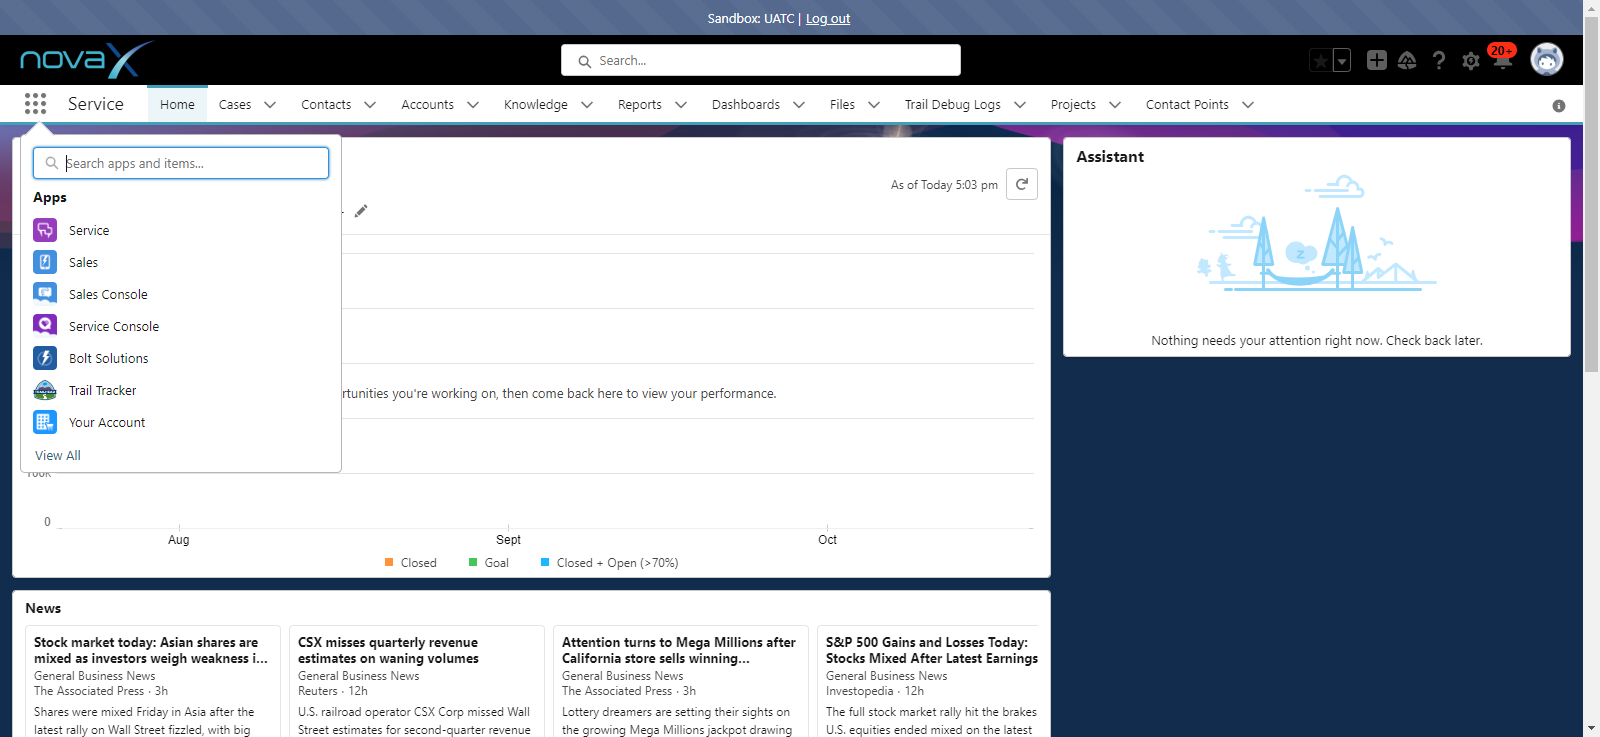 Sandbox: UATC | Log out
novaX
Search...
20+
Service
Home
Cases
Contacts
Accounts
Knowledge
Reports
Dashboards
Files
Trail Debug Logs
Projects
Contact Points
Search apps and items...
Apps
Service
Sales
Sales Console
Service Console
Bolt Solutions
Trail Tracker
Your Account
View All
As of Today 5:03 pm
rtunities you're working on, then come back here to view your performance.
100K
0
Aug
Sept
Oct
Closed
Goal
Closed + Open (>70%)
Assistant
z
Nothing needs your attention right now. Check back later.
News
Stock market today: Asian shares are
mixed as investors weigh weakness i...
General Business News
The Associated Press · 3h
Shares were mixed Friday in Asia after the
latest rally on Wall Street fizzled, with big
CSX misses quarterly revenue
estimates on waning volumes
General Business News
Reuters · 12h
U.S. railroad operator CSX Corp missed Wall
Street estimates for second-quarter revenue
Attention turns to Mega Millions after
California store sells winning...
General Business News
The Associated Press · 3h
Lottery dreamers are setting their sights on
the growing Mega Millions jackpot drawing
S&P 500 Gains and Losses Today:
Stocks Mixed After Latest Earnings
General Business News
Investopedia · 12h
The full stock market rally hit the brakes
U.S. equities ended mixed on the latest